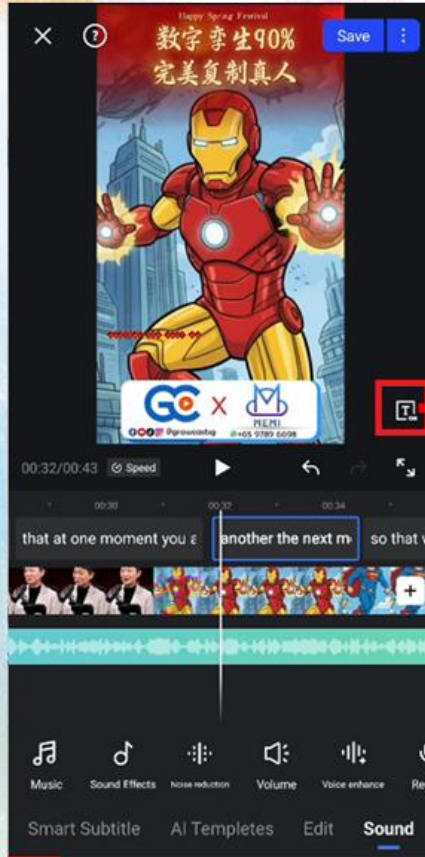 Happy Spring Festival
数字孪生90%
完美复制真人
Save
GC X MEMI
@growcastsg
+65 9789 6698
T
00:32/00:43 Speed
00:30 00:32 00:34
that at one moment you a
another the next m
so that w
Music Sound Effects Noise reduction Volume Voice enhance Re
Smart Subtitle AI Templetes Edit Sound